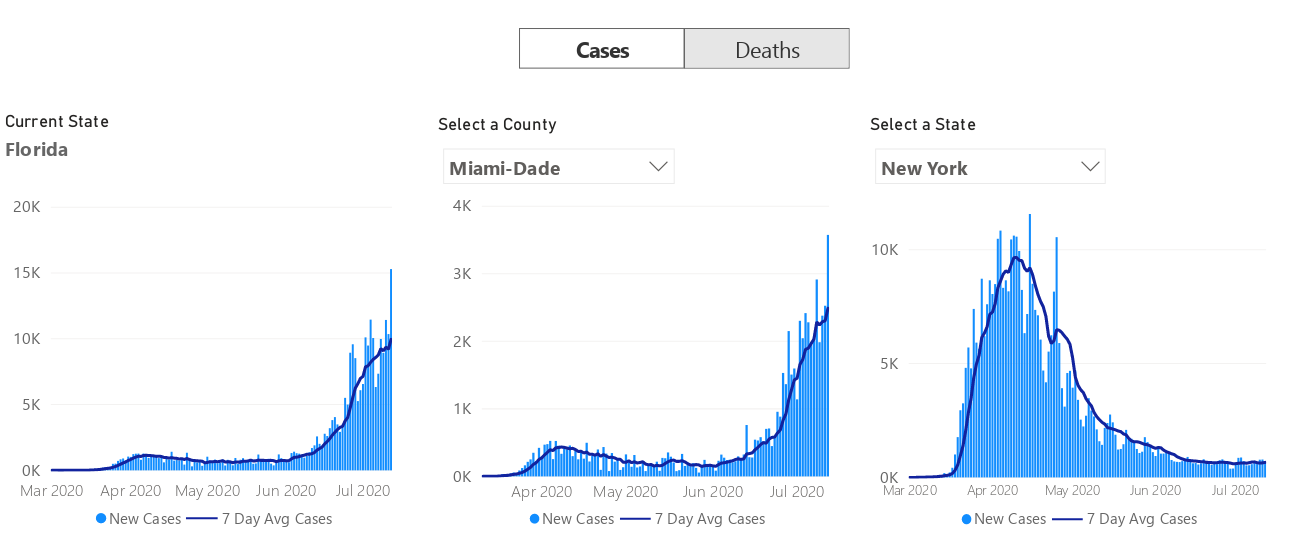 Cases Deaths
Current State
Florida
20K
15K
10K
5K
0K
Mar 2020 Apr 2020 May 2020 Jun 2020 Jul 2020
New Cases 7 Day Avg Cases
Select a County
Miami-Dade
4K
3K
2K
1K
0K
Apr 2020 May 2020 Jun 2020 Jul 2020
New Cases 7 Day Avg Cases
Select a State
New York
10K
5K
0K
Mar 2020 Apr 2020 May 2020 Jun 2020 Jul 2020
New Cases 7 Day Avg Cases